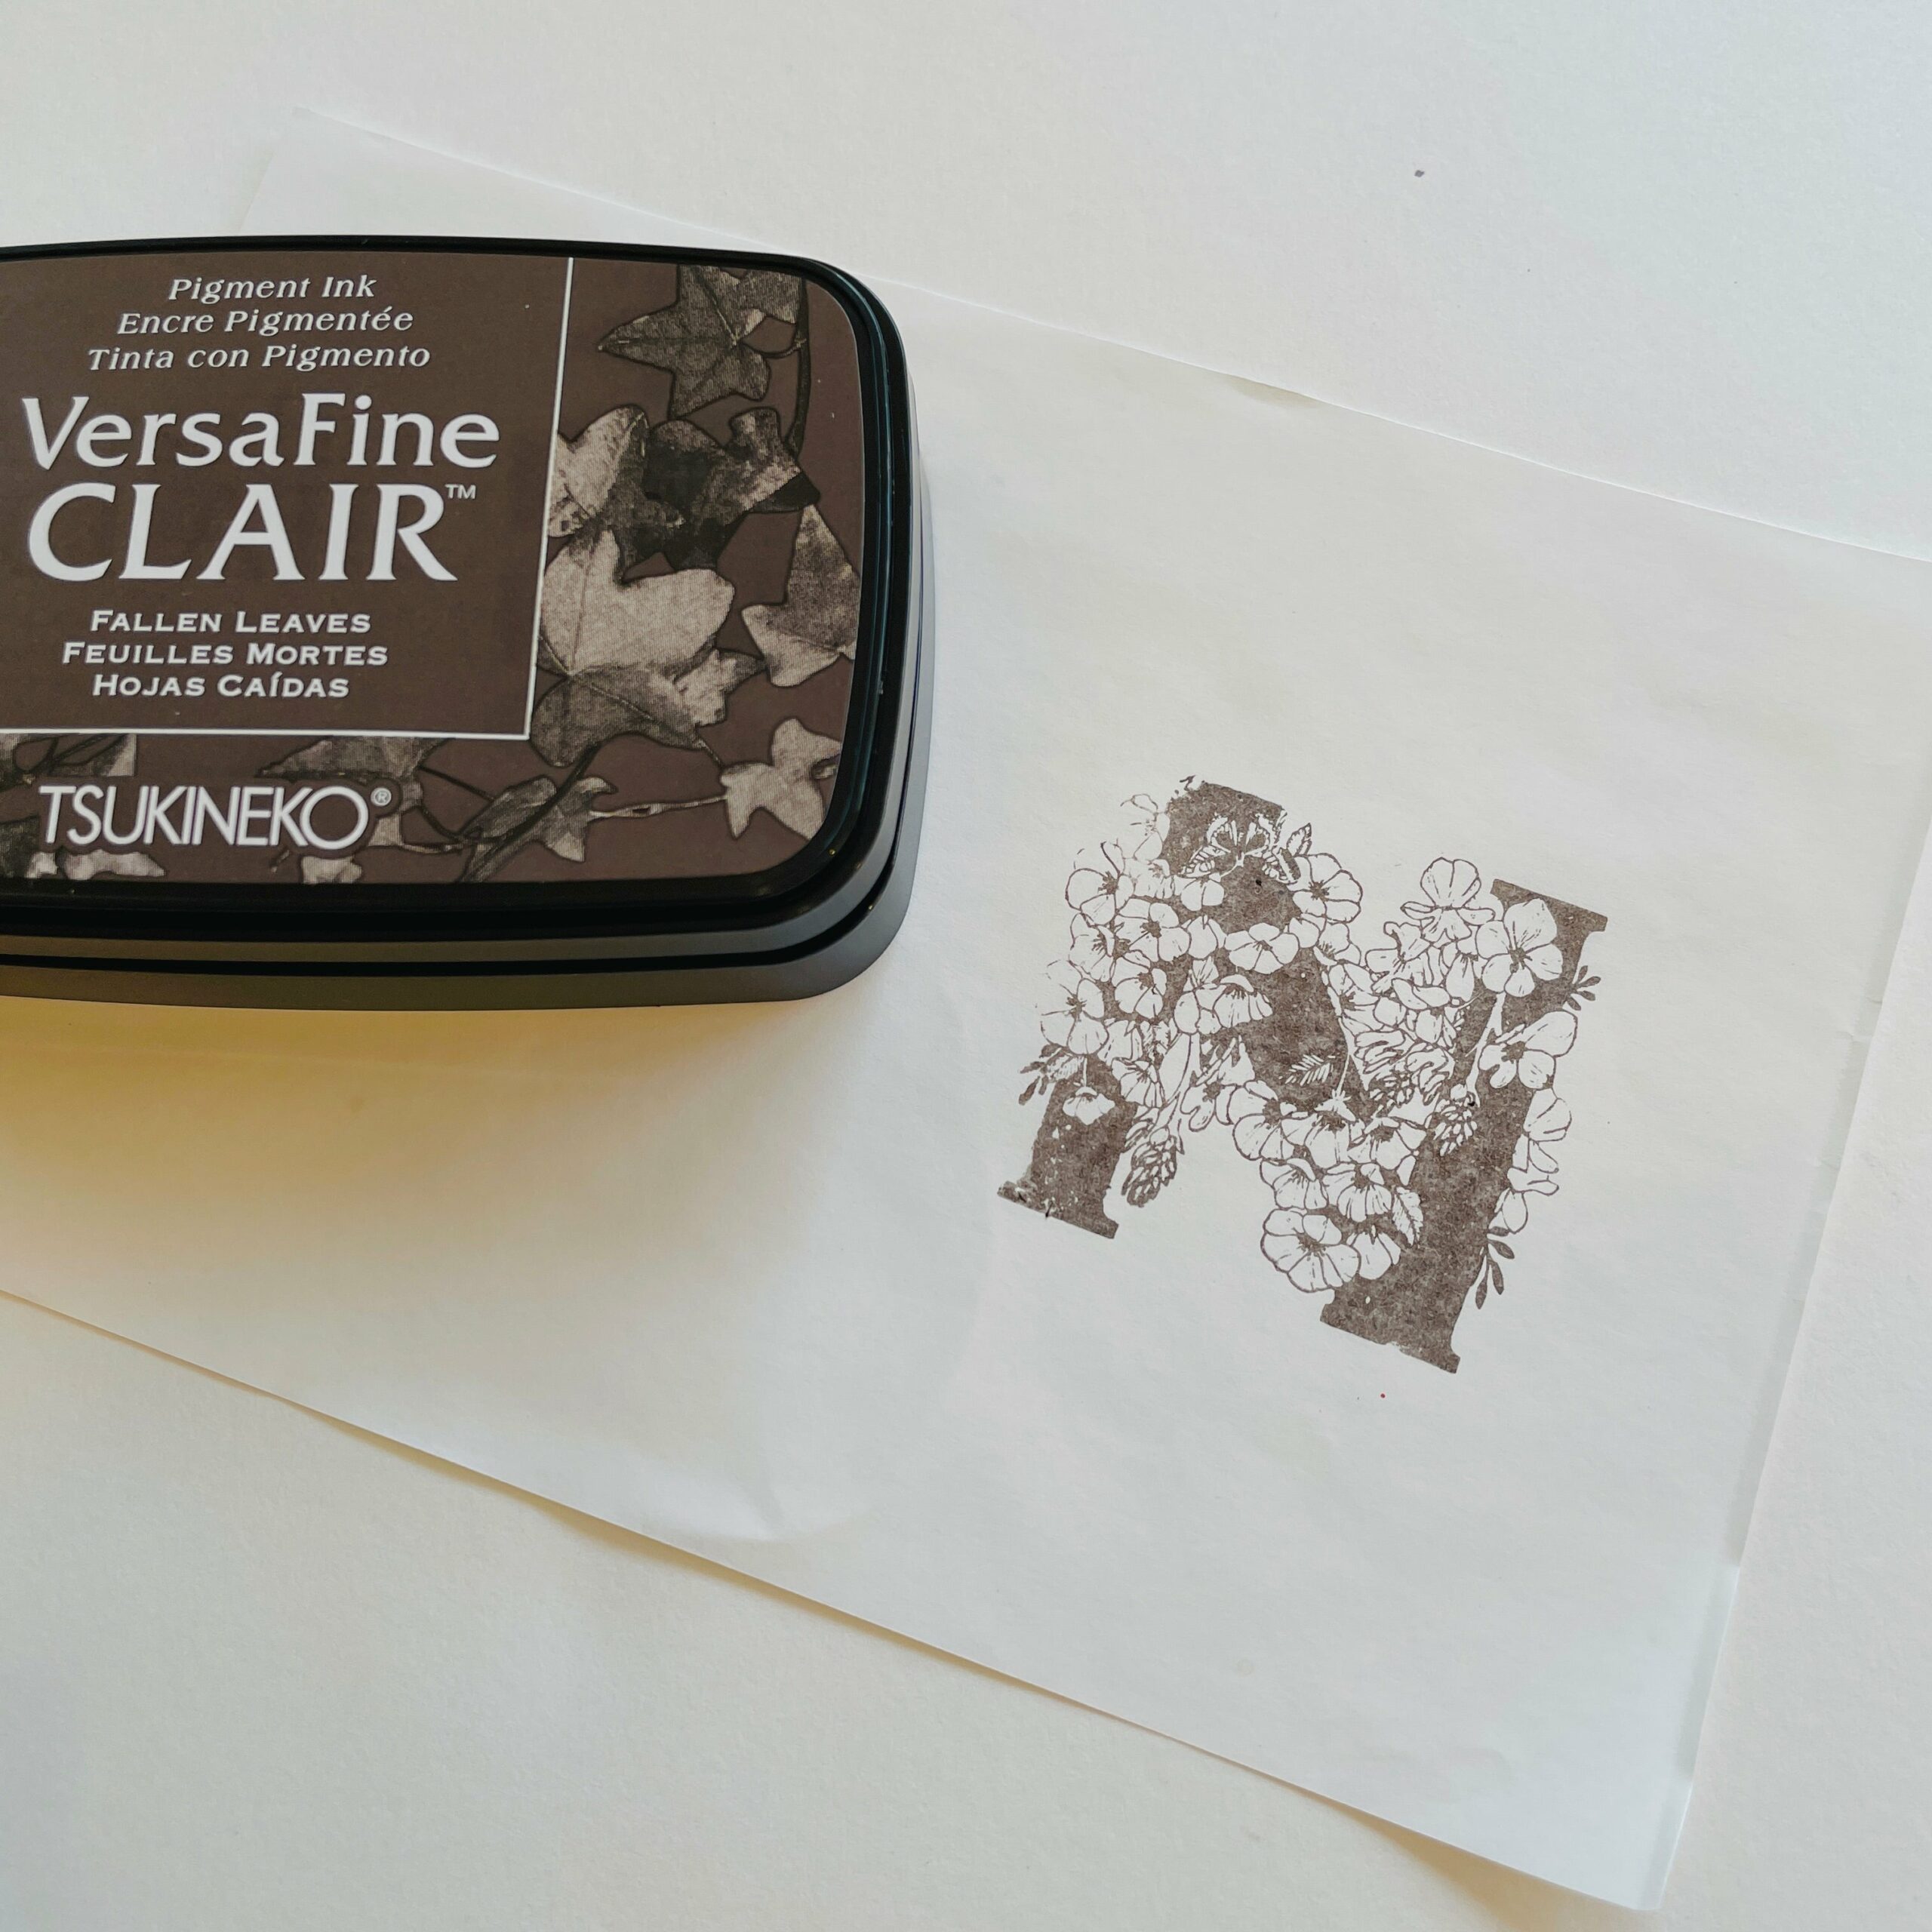 Pigment Ink
Encre Pigmentée
Tinta con Pigmento
VersaFine
CLAIR™
FALLEN LEAVES
FEUILLES MORTES
HOJAS CAÍDAS
TSUKINEKO®
M